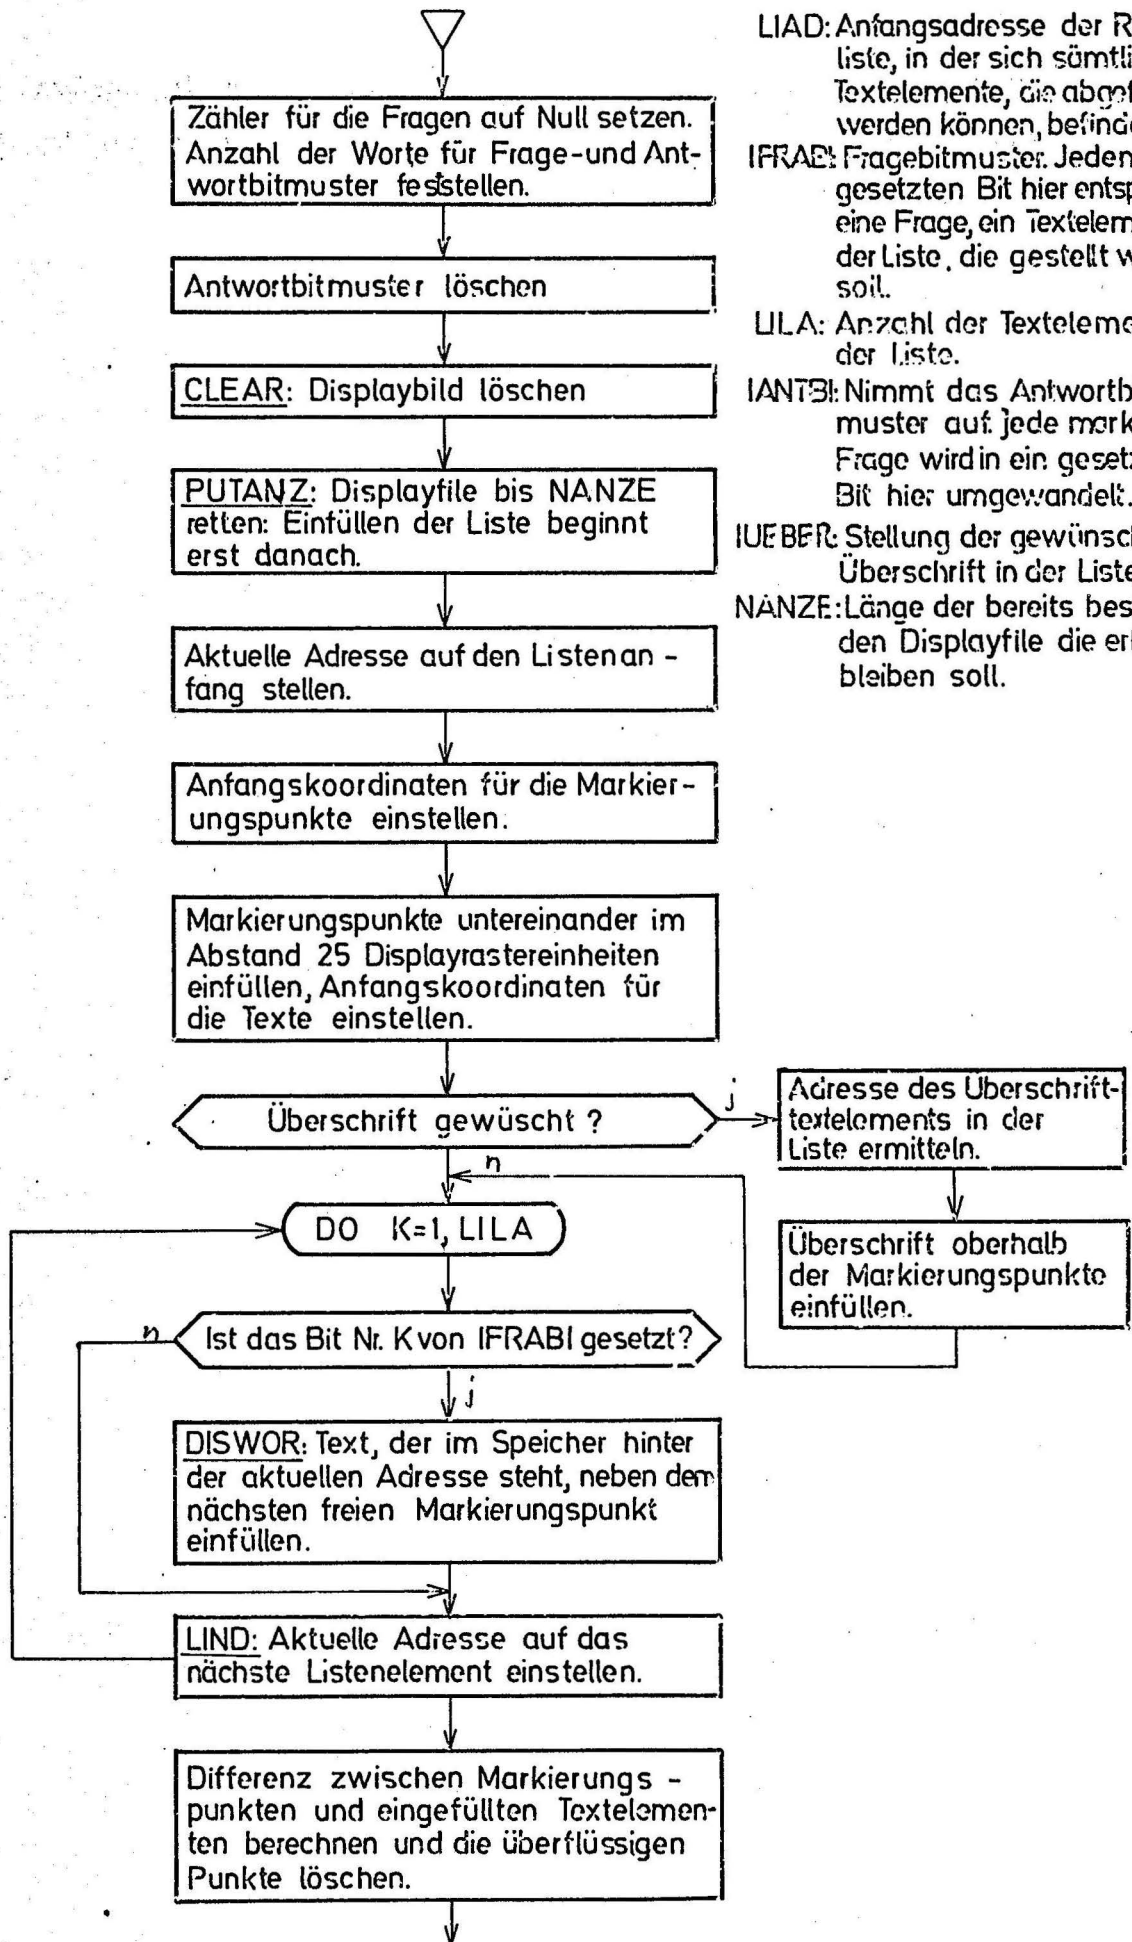 Zähler für die Fragen auf Null setzen.
Anzahl der Worte für Frage-und Ant-
wortbitmuster feststellen.
Antwortbitmuster löschen
CLEAR: Displaybild löschen
PUTANZ: Displayfile bis NANZE
retten: Einfüllen der Liste beginnt
erst danach.
Aktuelle Adresse auf den Listenan-
fang stellen.
Anfangskoordinaten für die Markier-
ungspunkte einstellen.
Markierungspunkte untereinander im
Abstand 25 Displayrastereinheiten
einfüllen, Anfangskoordinaten für
die Texte einstellen.
Überschrift gewüscht ?
j
Adresse des Überschrift-
textelements in der
Liste ermitteln.
Überschrift oberhalb
der Markierungspunkte
einfüllen.
n
DO K=1, LILA
Ist das Bit Nr. K von IFRABI gesetzt?
n
j
DISWOR: Text, der im Speicher hinter
der aktuellen Adresse steht, neben dem
nächsten freien Markierungspunkt
einfüllen.
LIND: Aktuelle Adresse auf das
nächste Listenelement einstellen.
Differenz zwischen Markierungs -
punkten und eingefüllten Textelemen-
ten berechnen und die überflüssigen
Punkte löschen.
LIAD: Anfangsadresse der R
liste, in der sich sämtli
Textelemente, die abgef
werden können, befinde
IFRABI: Fragebitmuster. Jedem
gesetzten Bit hier entsp
eine Frage, ein Textelem
der Liste, die gestellt w
soll.
LILA: Anzahl der Texteleme
der Liste.
IANTBI: Nimmt das Antwortb
muster auf. jede mark
Frage wird in ein gesetz
Bit hier umgewandelt.
IUEBER: Stellung der gewünsch
Überschrift in der Liste
NANZE: Länge der bereits bes
den Displayfile die er
bleiben soll.